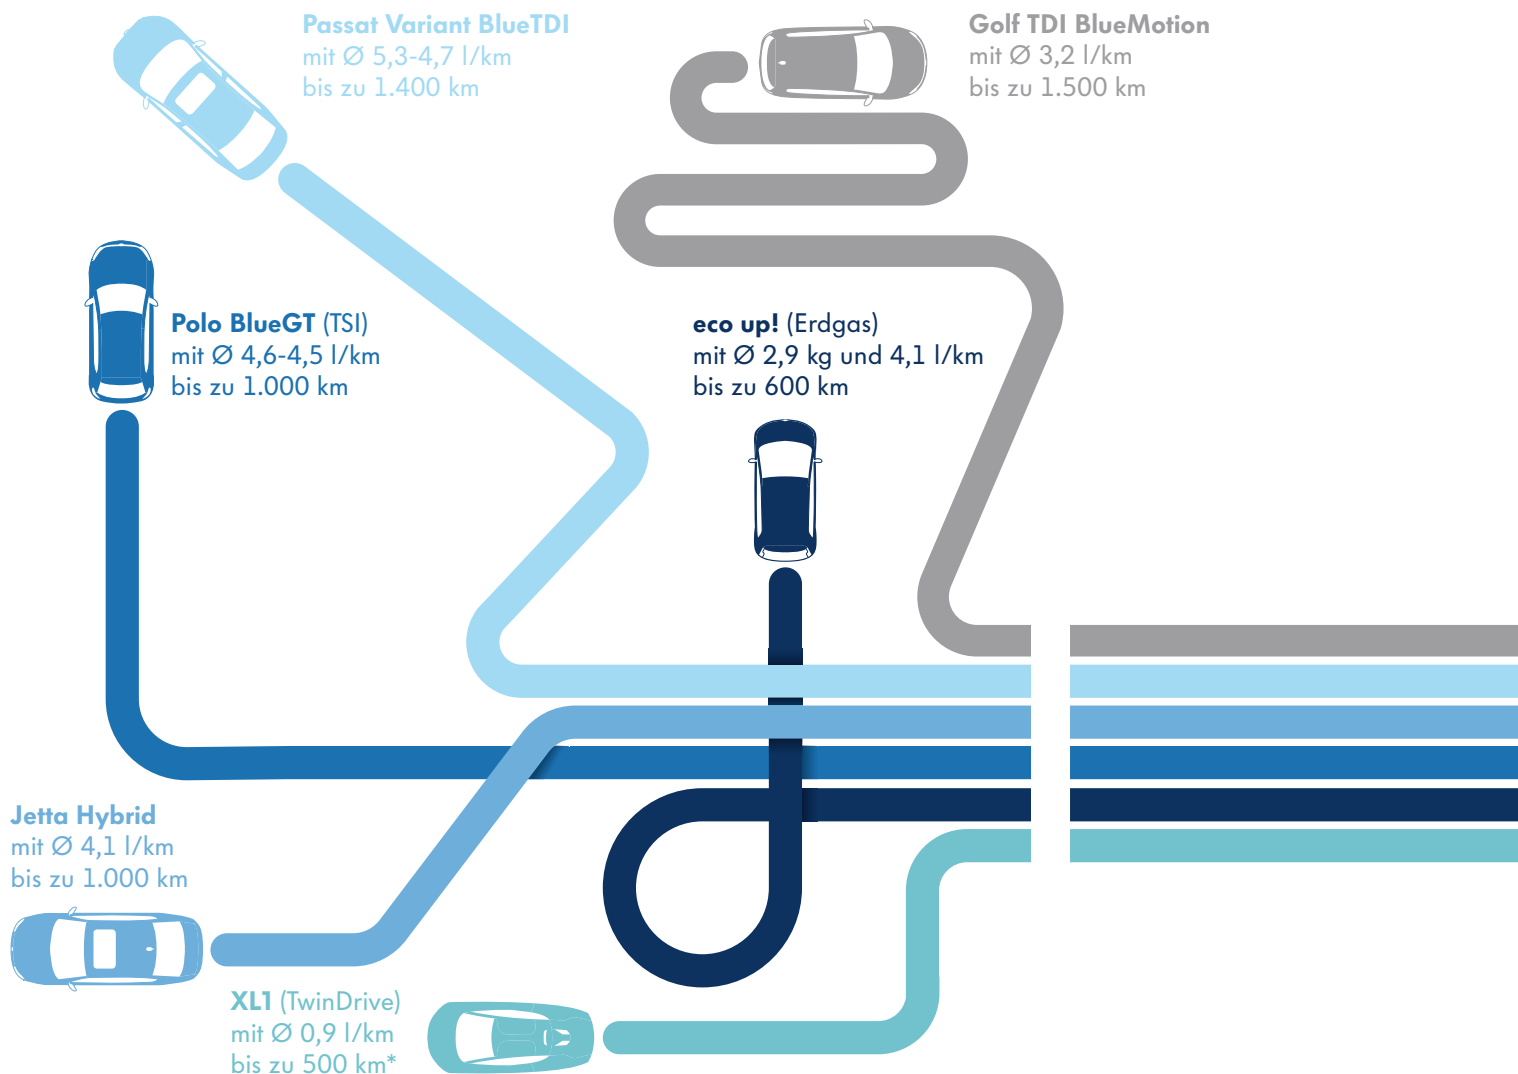 Passat Variant BlueTDI
mit Ø 5,3-4,7 l/km
bis zu 1.400 km
Golf TDI BlueMotion
mit Ø 3,2 l/km
bis zu 1.500 km
Polo BlueGT (TSI)
mit Ø 4,6-4,5 l/km
bis zu 1.000 km
eco up! (Erdgas)
mit Ø 2,9 kg und 4,1 l/km
bis zu 600 km
Jetta Hybrid
mit Ø 4,1 l/km
bis zu 1.000 km
XL1 (TwinDrive)
mit Ø 0,9 l/km
bis zu 500 km*